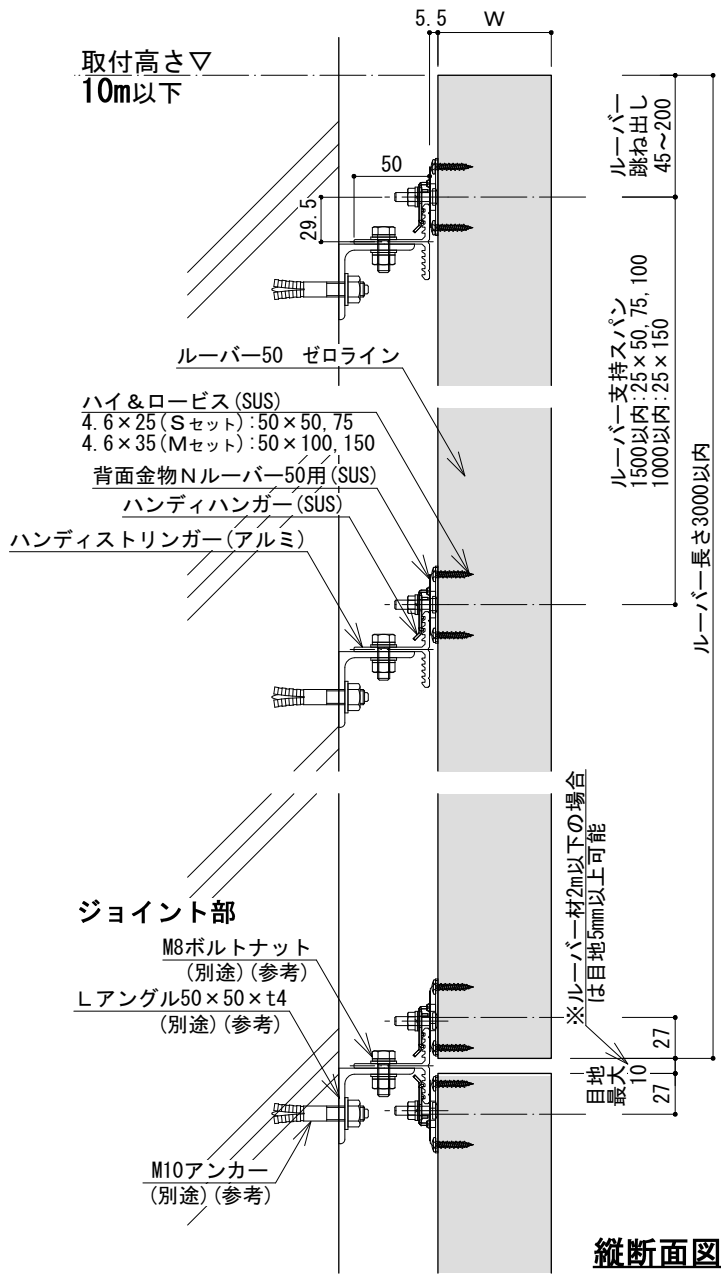 5.5
W
取付高さ▽
10m以下
ルーバー
跳ね出し
45〜200
50
29.5
ルーバー支持スパン
1500以内:25×50, 75, 100
1000以内:25×150
ルーバー長さ3000以内
ルーバー50 ゼロライン
ハイ&ロービス(SUS)
4.6×25(Sセット):50×50, 75
4.6×35(Mセット):50×100, 150
背面金物Nルーバー50用(SUS)
ハンディハンガー(SUS)
ハンディストリンガー(アルミ)
※ルーバー材2m以下の場合
は目地5mm以上可能
ジョイント部
M8ボルトナット
(別途)(参考)
Lアングル50×50×t4
(別途)(参考)
27
目地
最大
10
27
M10アンカー
(別途)(参考)
縦断面図